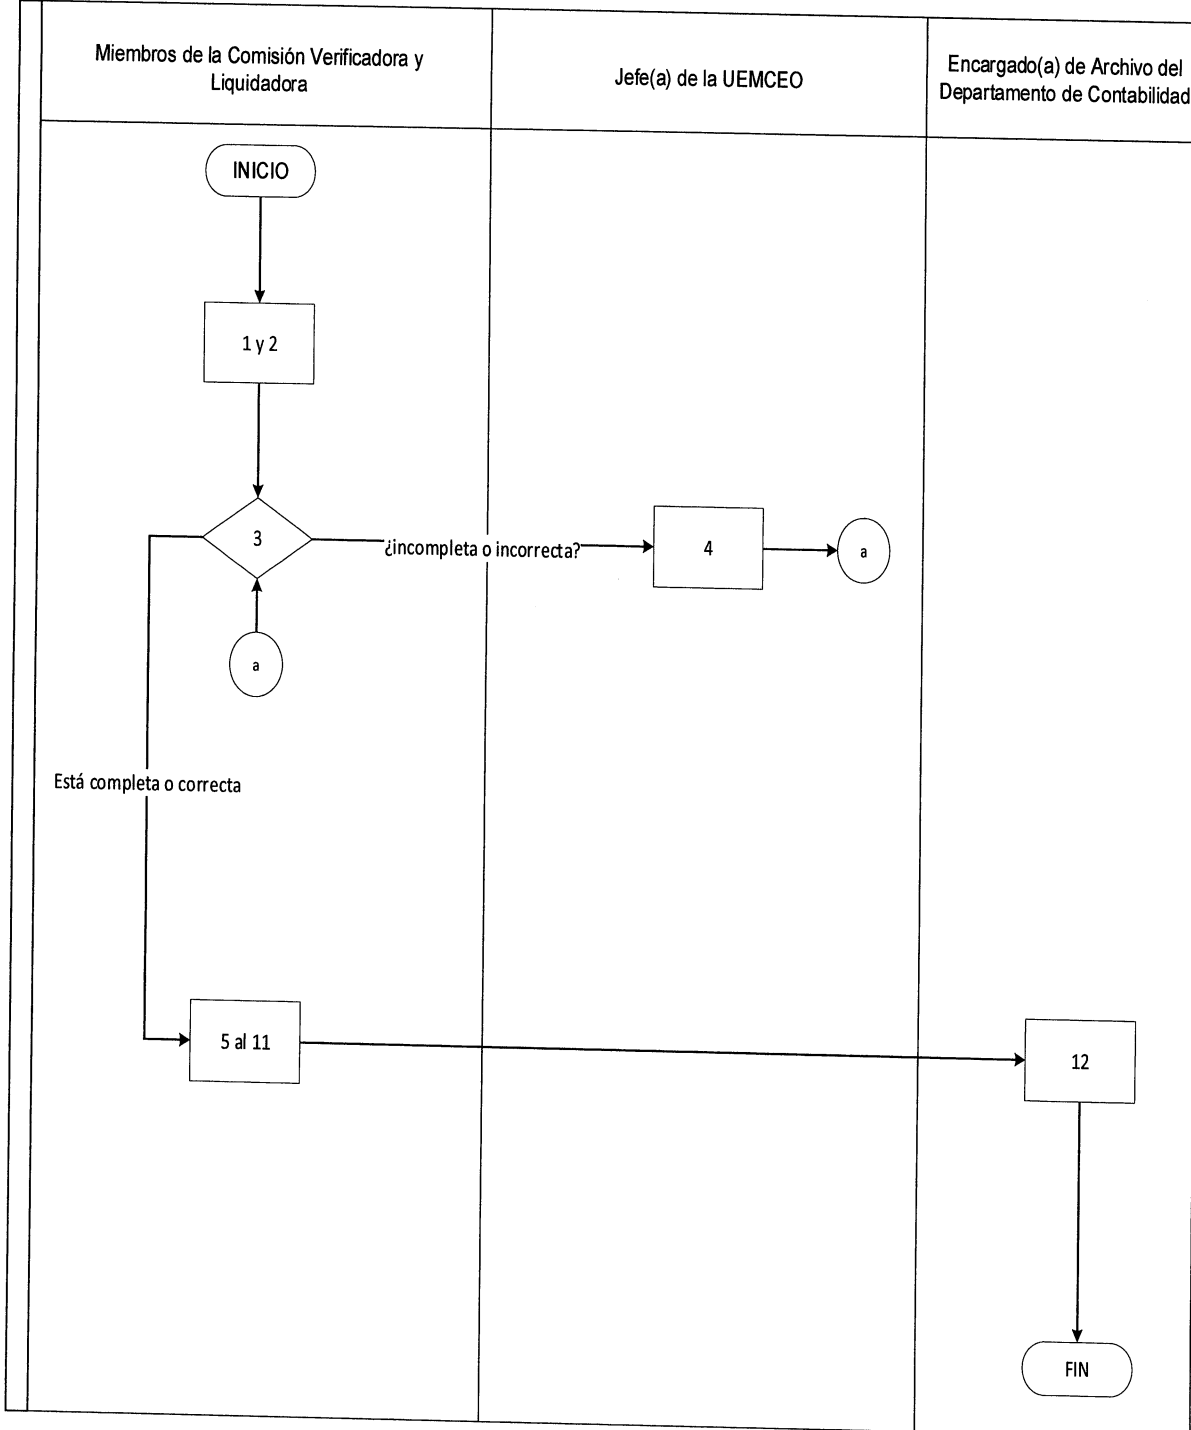 Miembros de la Comisión Verificadora y
Liquidadora
Jefe(a) de la UEMCEO
Encargado(a) de Archivo del
Departamento de Contabilidad
INICIO
1 y 2
3
¿incompleta o incorrecta?
4
a
a
Está completa o correcta
5 al 11
12
FIN